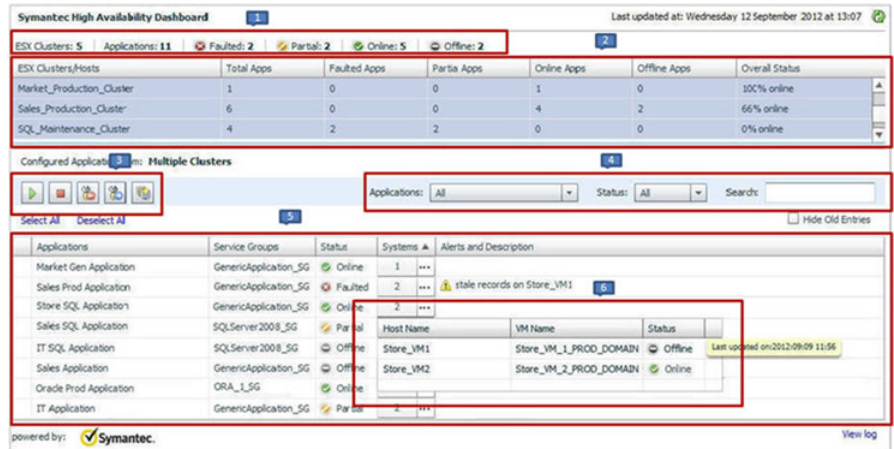 Symantec High Availability Dashboard 1 Last updated at: Wednesday 12 September 2012 at 13:07
ESX Clusters: 5 Applications: 11 Faulted: 2 Partial: 2 Online: 5 Offline: 2 2
ESX Clusters/Hosts Total Apps Faulted Apps Partia Apps Online Apps Offline Apps Overall Status
Market_Production_Cluster 1 0 0 1 0 100% online
Sales_Production_Cluster 6 0 0 4 2 66% online
SQL_Maintenance_Cluster 4 2 2 0 0 0% online
Configured Applicati 3 m: Multiple Clusters 4
Applications: All Status: All Search:
Select All Deselect All 5 Hide Old Entries
Applications Service Groups Status Systems Alerts and Description
Market Gen Application GenericApplication_SG Online 1 ...
Sales Prod Application GenericApplication_SG Faulted 2 ... stale records on Store_VM1 6
Store SQL Application GenericApplication_SG Online 2 ...
Sales SQL Application SQLServer2008_SG Partial Host Name VM Name Status
IT SQL Application SQLServer2008_SG Offline Store_VM1 Store_VM_1_PROD_DOMAIN Offline Last updated on:2012:09:09 11:56
Sales Application GenericApplication_SG Offline Store_VM2 Store_VM_2_PROD_DOMAIN Online
Oracle Prod Application ORA_1_SG Online
IT Application GenericApplication_SG Partial 2 ...
powered by: Symantec. View log